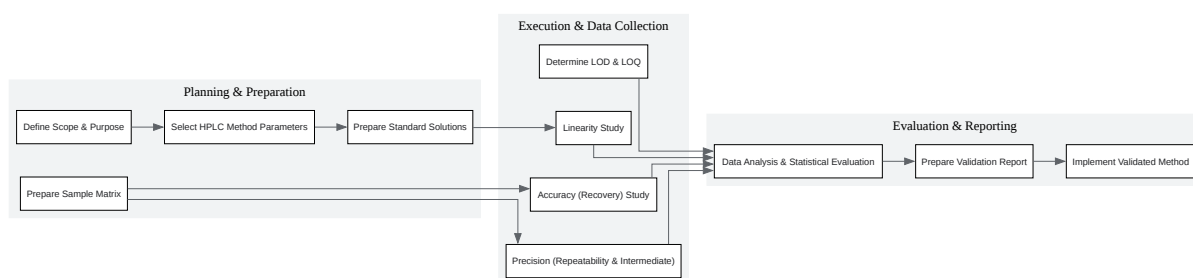 Planning & Preparation
Define Scope & Purpose
Select HPLC Method Parameters
Prepare Standard Solutions
Prepare Sample Matrix
Execution & Data Collection
Determine LOD & LOQ
Linearity Study
Accuracy (Recovery) Study
Precision (Repeatability & Intermediate)
Evaluation & Reporting
Data Analysis & Statistical Evaluation
Prepare Validation Report
Implement Validated Method